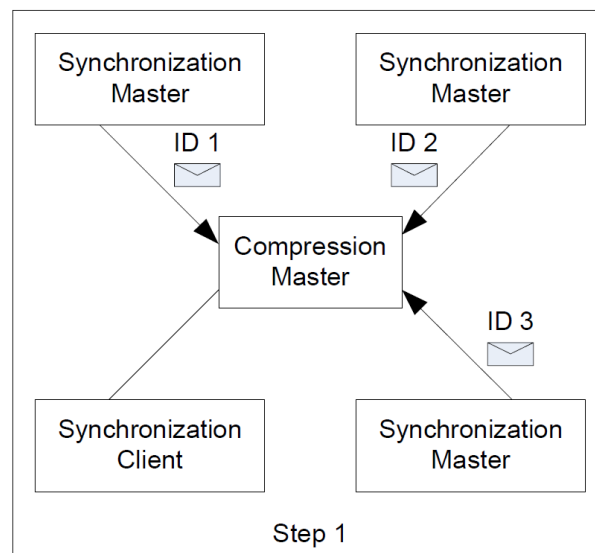 Synchronization
Master
Synchronization
Master
ID 1
ID 2
Compression
Master
ID 3
Synchronization
Client
Synchronization
Master
Step 1